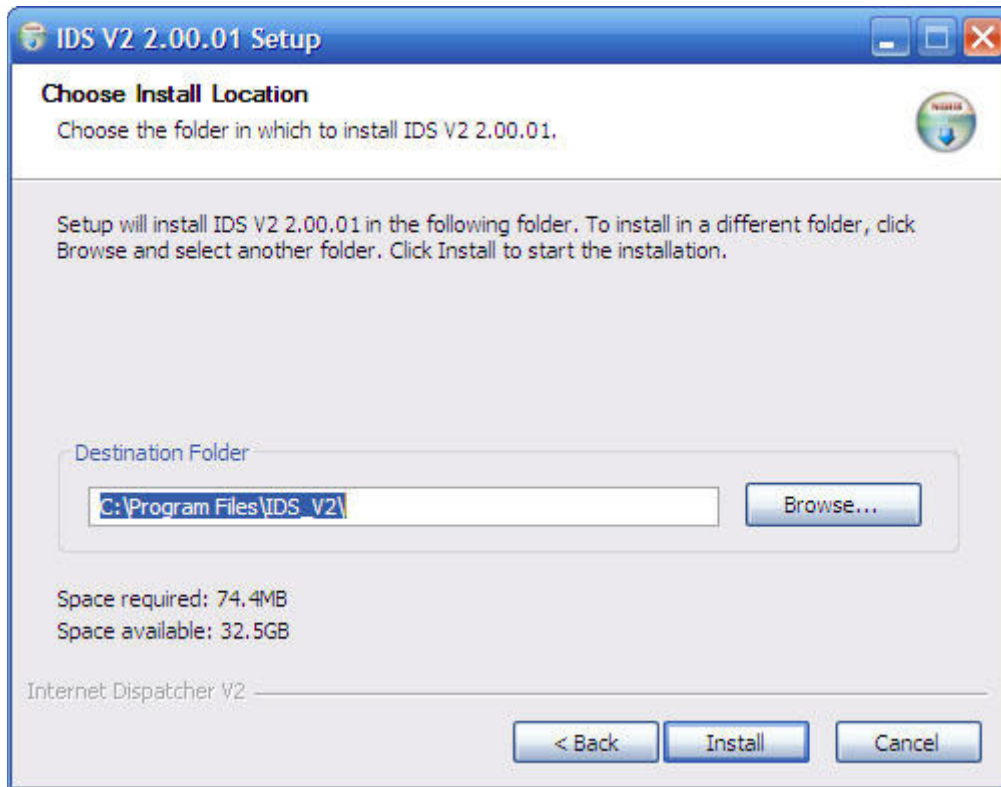 IDS V2 2.00.01 Setup
Choose Install Location
Choose the folder in which to install IDS V2 2.00.01.
Setup will install IDS V2 2.00.01 in the following folder. To install in a different folder, click
Browse and select another folder. Click Install to start the installation.
Destination Folder
C:\Program Files\IDS_V2\
Browse...
Space required: 74.4MB
Space available: 32.5GB
Internet Dispatcher V2
< Back
Install
Cancel